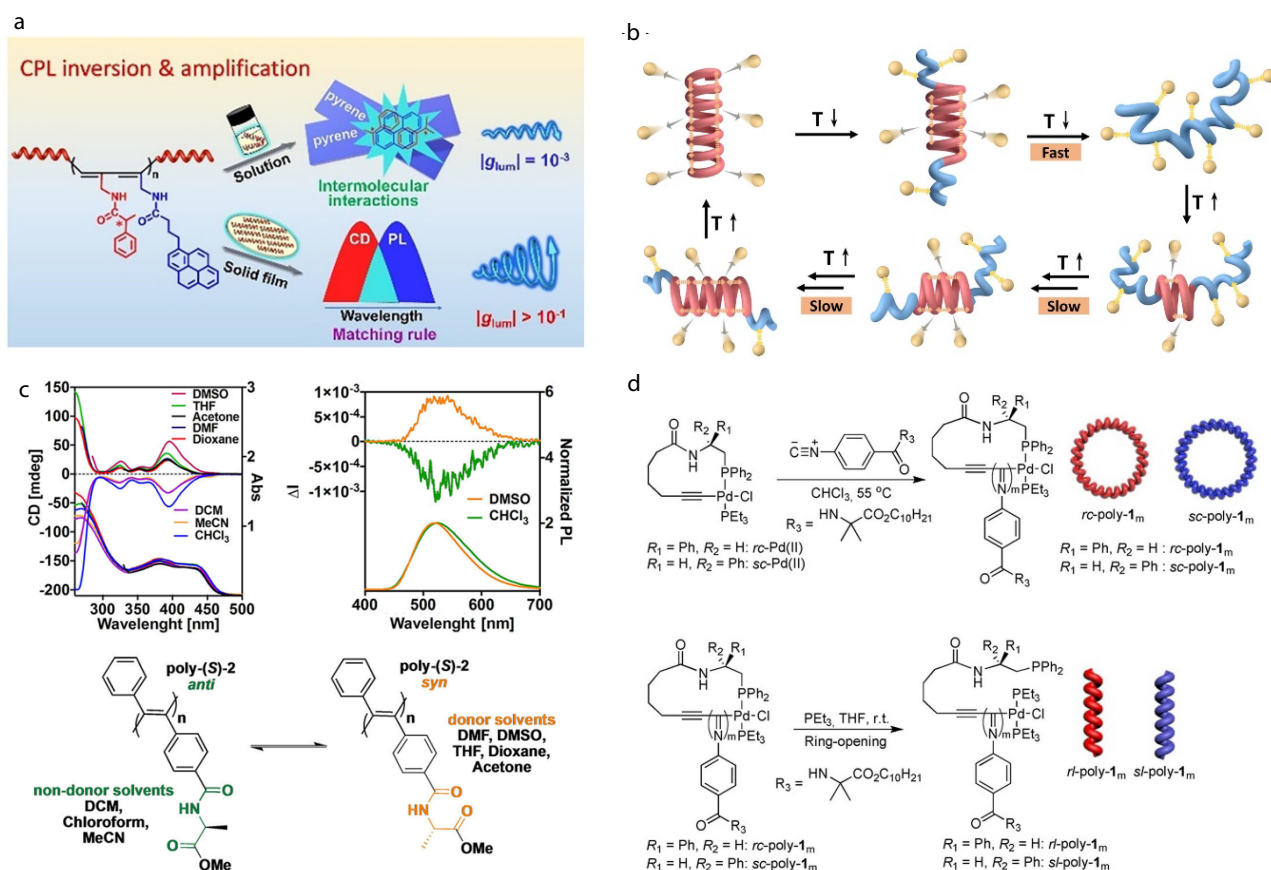 a
CPL inversion & amplification
n
NH
O
*
NH
O
Solution
Solid film
pyrene
pyrene
pyrene
Intermolecular
interactions
CD
PL
Wavelength
Matching rule
|glum| = 10-3
|glum| > 10-1
b
T ↓
T ↓
Fast
T ↑
T ↑
Slow
T ↑
Slow
T ↑
c
150
100
50
0
-50
-100
-150
-200
CD [mdeg]
DMSO
THF
Acetone
DMF
Dioxane
DCM
MeCN
CHCl3
3
2
1
Abs
300
350
400
450
500
Wavelenght [nm]
1×10-3
5×10-4
0
-5×10-4
-1×10-3
ΔI
DMSO
CHCl3
6
4
2
Normalized PL
400
500
600
700
Wavelenght [nm]
poly-(S)-2
anti
n
non-donor solvents
DCM,
Chloroform,
MeCN
O
HN
O
OMe
poly-(S)-2
syn
n
donor solvents
DMF, DMSO,
THF, Dioxane,
Acetone
O
HN
O
OMe
d
O
N
H
R2 R1
PPh2
Pd-Cl
PEt3
R1 = Ph, R2 = H: rc-Pd(II)
R1 = H, R2 = Ph: sc-Pd(II)
C≡N
R3
O
CHCl3, 55 °C
R3 =
HN
CO2C10H21
O
N
H
R2 R1
PPh2
Pd-Cl
N m PEt3
O
R3
R1 = Ph, R2 = H : rc-poly-1m
R1 = H, R2 = Ph : sc-poly-1m
rc-poly-1m
sc-poly-1m
O
N
H
R2 R1
PPh2
Pd-Cl
N m PEt3
O
R3
R1 = Ph, R2 = H: rc-poly-1m
R1 = H, R2 = Ph: sc-poly-1m
PEt3, THF, r.t.
Ring-opening
R3 =
HN
CO2C10H21
O
N
H
R2 R1
PPh2
PEt3
Pd-Cl
N m PEt3
O
R3
R1 = Ph, R2 = H: rl-poly-1m
R1 = H, R2 = Ph: sl-poly-1m
rl-poly-1m
sl-poly-1m